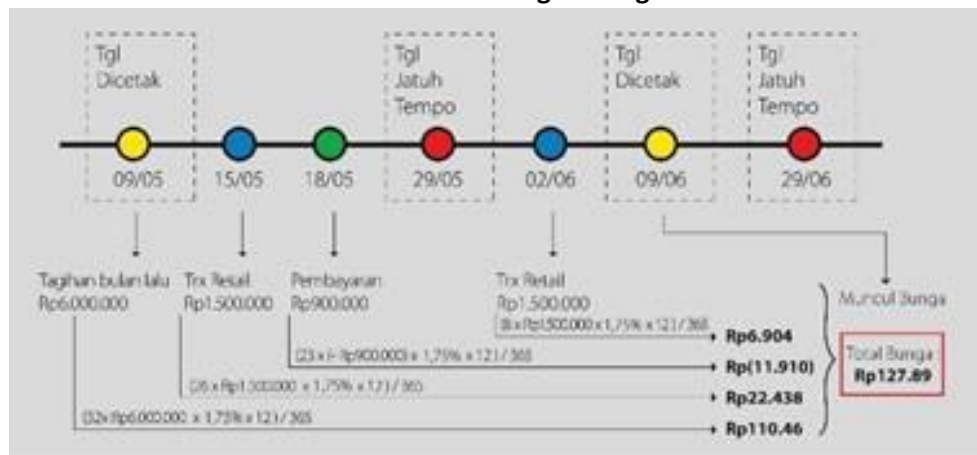 Tgl
Dicetak
Tgl
Jatuh
Tempo
Tgl
Dicetak
Tgl
Jatuh
Tempo
09/05
15/05
18/05
29/05
02/06
09/06
29/06
Tagihan bulan lalu
Rp6.000.000
Trx Retail
Rp1.500.000
Pembayaran
Rp900.000
Trx Retail
Rp1.500.000
Muncul Bunga
(8 x Rp1.500.000 x 1,75% x 12) / 365
Rp6.904
(23 x (- Rp900.000) x 1,75% x 12) / 365
Rp(11.910)
(26 x Rp1.500.000 x 1,75% x 12) / 365
Rp22.438
(32x Rp6.000.000 x 1,75% x 12) / 365
Rp110.46
Total Bunga :
Rp127.89